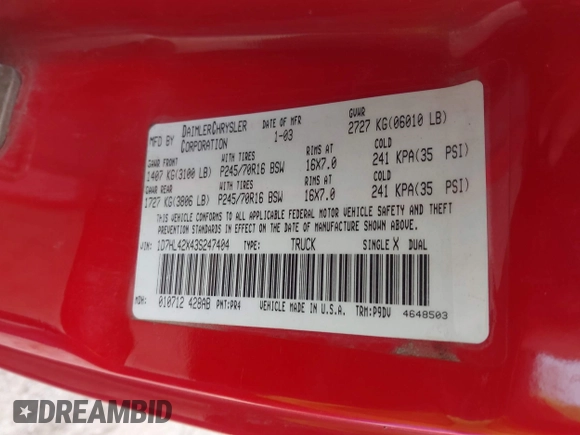 MFD BY DAIMLERCHRYSLER CORPORATION DATE OF MFR 1-03 GVWR 2727 KG(06010 LB)
GAWR FRONT WITH TIRES RIMS AT COLD
1407 KG(3100 LB) P245/70R16 BSW 16X7.0 241 KPA(35 PSI)
GAWR REAR WITH TIRES RIMS AT COLD
1727 KG(3806 LB) P245/70R16 BSW 16X7.0 241 KPA(35 PSI)
THIS VEHICLE CONFORMS TO ALL APPLICABLE FEDERAL MOTOR VEHICLE SAFETY AND THEFT
PREVENTION STANDARDS IN EFFECT ON THE DATE OF MANUFACTURE SHOWN ABOVE.
VIN: 1D7HL42X43S247404 TYPE: TRUCK SINGLE X DUAL
MDH: 010712 428AB PNT:PR4 VEHICLE MADE IN U.S.A. TRM:P9DV 4648503
DREAMBID